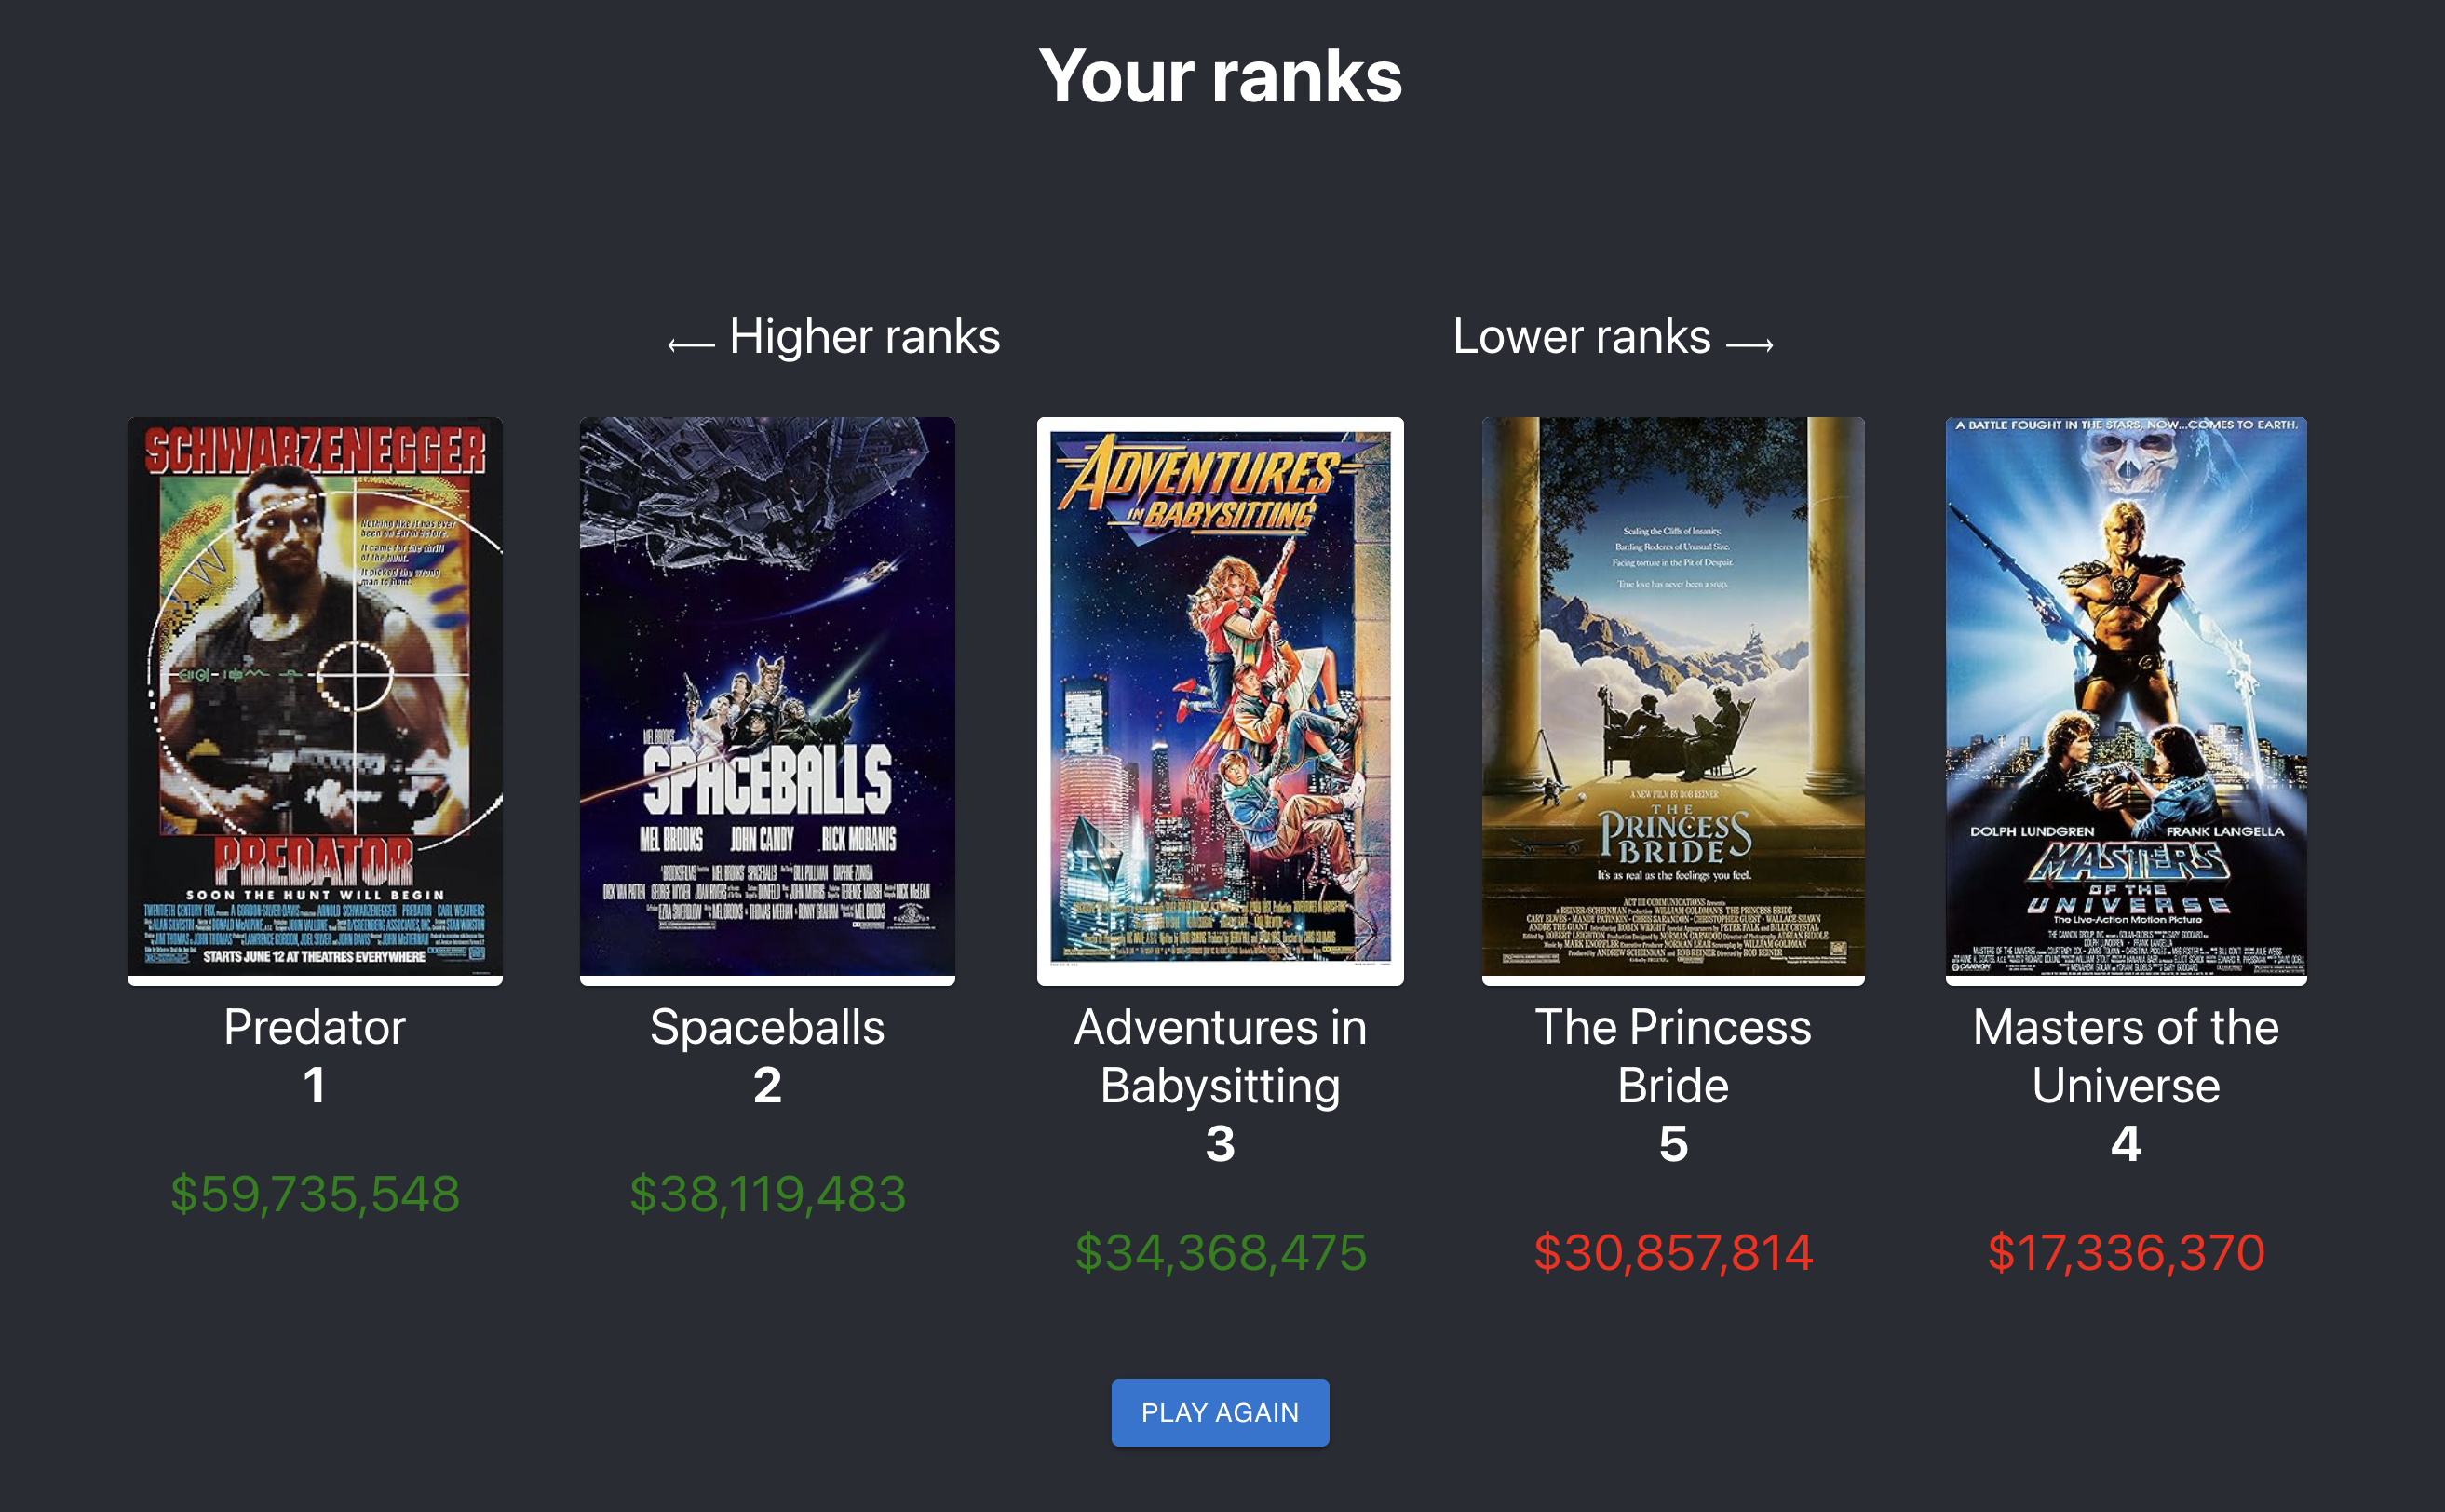 Your ranks
← Higher ranks
Lower ranks →
SCHWARZENEGGER
Nothing like it has ever
been on Earth before.
It came for the thrill
of the hunt.
It picked the wrong
man to hunt.
PREDATOR
SOON THE HUNT WILL BEGIN
STARTS JUNE 12 AT THEATRES EVERYWHERE
MEL BROOKS
SPACEBALLS
MEL BROOKS JOHN CANDY RICK MORANIS
ADVENTURES
IN BABYSITTING
Scaling the Cliffs of Insanity,
Battling Rodents of Unusual Size,
Facing torture in the Pit of Despair.
True love has never been a snap.
A NEW FILM BY ROB REINER
THE
PRINCESS
BRIDE
It's as real as the feelings you feel.
A BATTLE FOUGHT IN THE STARS, NOW...COMES TO EARTH.
DOLPH LUNDGREN FRANK LANGELLA
MASTERS
OF THE
UNIVERSE
The Live-Action Motion Picture
Predator
1
$59,735,548
Spaceballs
2
$38,119,483
Adventures in
Babysitting
3
$34,368,475
The Princess
Bride
5
$30,857,814
Masters of the
Universe
4
$17,336,370
PLAY AGAIN